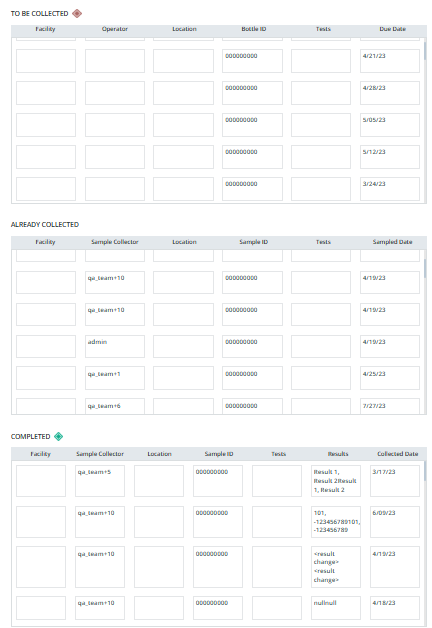 TO BE COLLECTED
Facility Operator Location Bottle ID Tests Due Date
000000000 4/21/23
000000000 4/28/23
000000000 5/05/23
000000000 5/12/23
000000000 3/24/23
ALREADY COLLECTED
Facility Sample Collector Location Sample ID Tests Sampled Date
qa_team+10 000000000 4/19/23
qa_team+10 000000000 4/19/23
admin 000000000 4/19/23
qa_team+1 000000000 4/25/23
qa_team+6 000000000 7/27/23
COMPLETED
Facility Sample Collector Location Sample ID Tests Results Collected Date
qa_team+5 000000000 Result 1, 3/17/23
Result 2Result
1, Result 2
qa_team+10 000000000 101, 6/09/23
-123456789101,
-123456789
qa_team+10 000000000 <result 4/19/23
change>
<result
change>
qa_team+10 000000000 nullnull 4/18/23